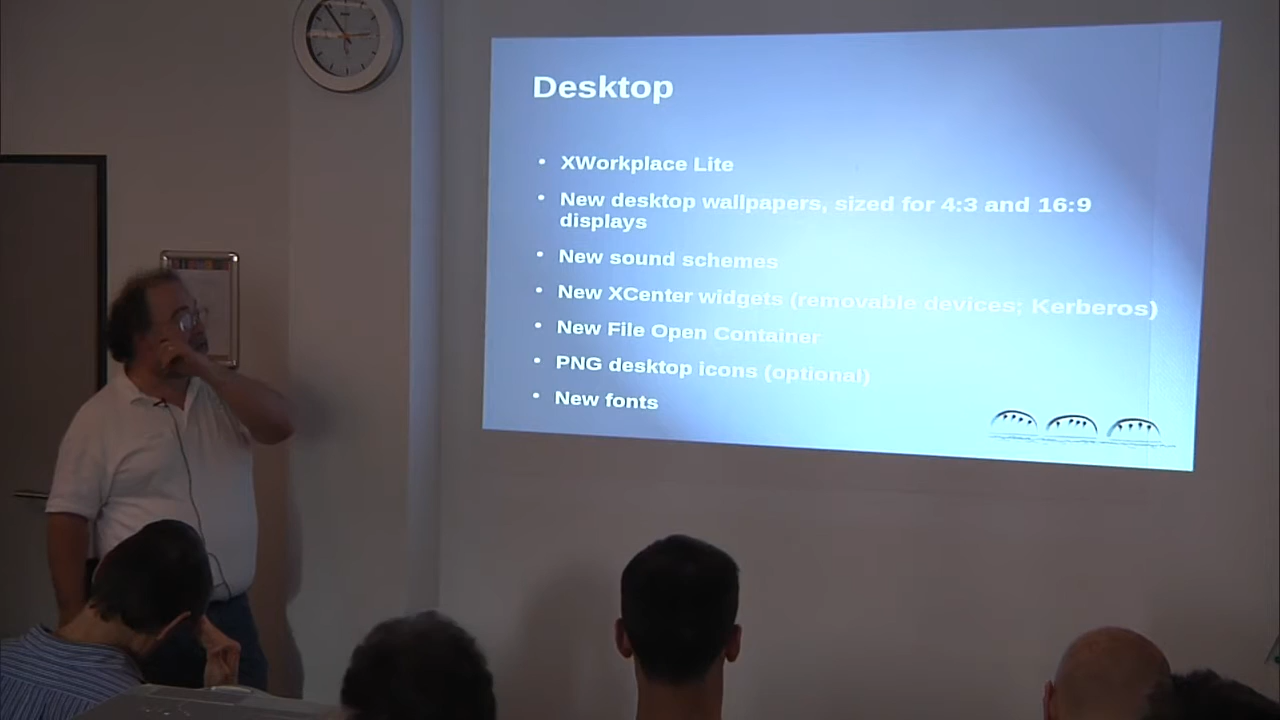 Desktop
• XWorkplace Lite
• New desktop wallpapers, sized for 4:3 and 16:9
displays
• New sound schemes
• New XCenter widgets (removable devices; Kerberos)
• New File Open Container
• PNG desktop icons (optional)
• New fonts